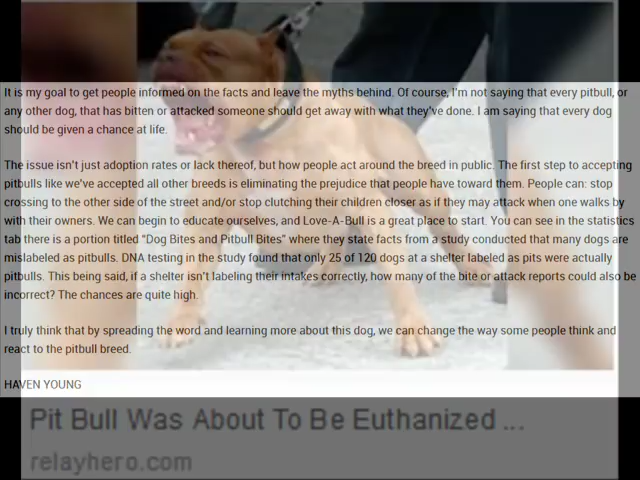 It is my goal to get people informed on the facts and leave the myths behind. Of course, I'm not saying that every pitbull, or
any other dog, that has bitten or attacked someone should get away with what they've done. I am saying that every dog
should be given a chance at life.
The issue isn't just adoption rates or lack thereof, but how people act around the breed in public. The first step to accepting
pitbulls like we've accepted all other breeds is eliminating the prejudice that people have toward them. People can: stop
crossing to the other side of the street and/or stop clutching their children closer as if they may attack when one walks by
with their owners. We can begin to educate ourselves, and Love-A-Bull is a great place to start. You can see in the statistics
tab there is a portion titled “Dog Bites and Pitbull Bites” where they state facts from a study conducted that many dogs are
mislabeled as pitbulls. DNA testing in the study found that only 25 of 120 dogs at a shelter labeled as pits were actually
pitbulls. This being said, if a shelter isn't labeling their intakes correctly, how many of the bite or attack reports could also be
incorrect? The chances are quite high.
I truly think that by spreading the word and learning more about this dog, we can change the way some people think and
react to the pitbull breed.
HAVEN YOUNG
Pit Bull Was About To Be Euthanized ...
relayhero.com